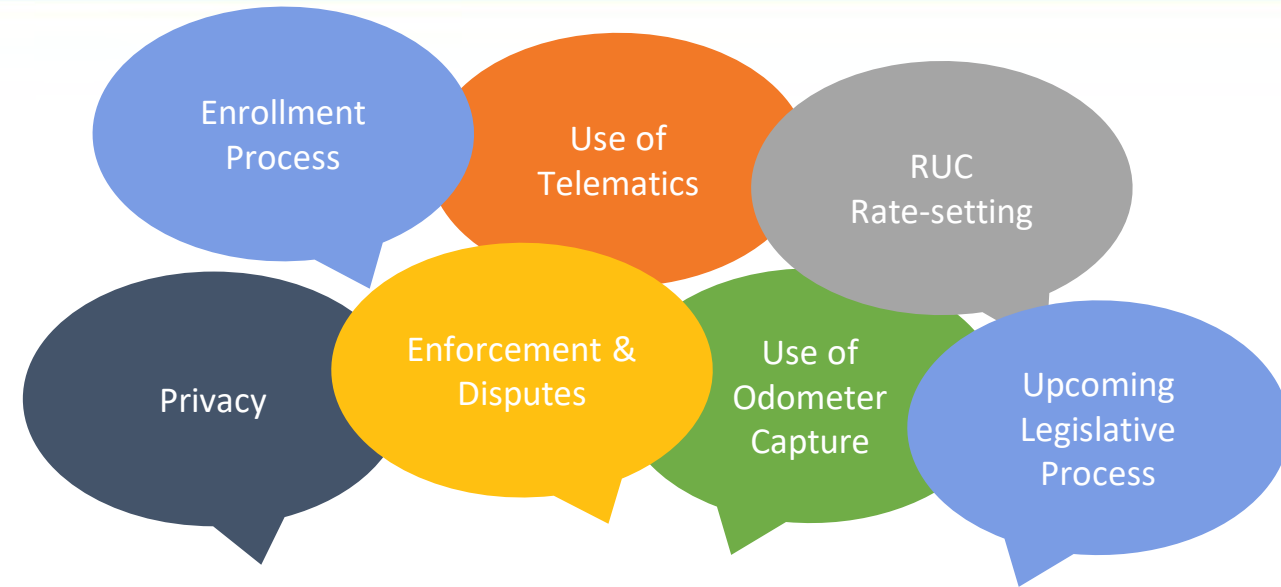 Enrollment
Process
Use of
Telematics
RUC
Rate-setting
Privacy
Enforcement &
Disputes
Use of
Odometer
Capture
Upcoming
Legislative
Process